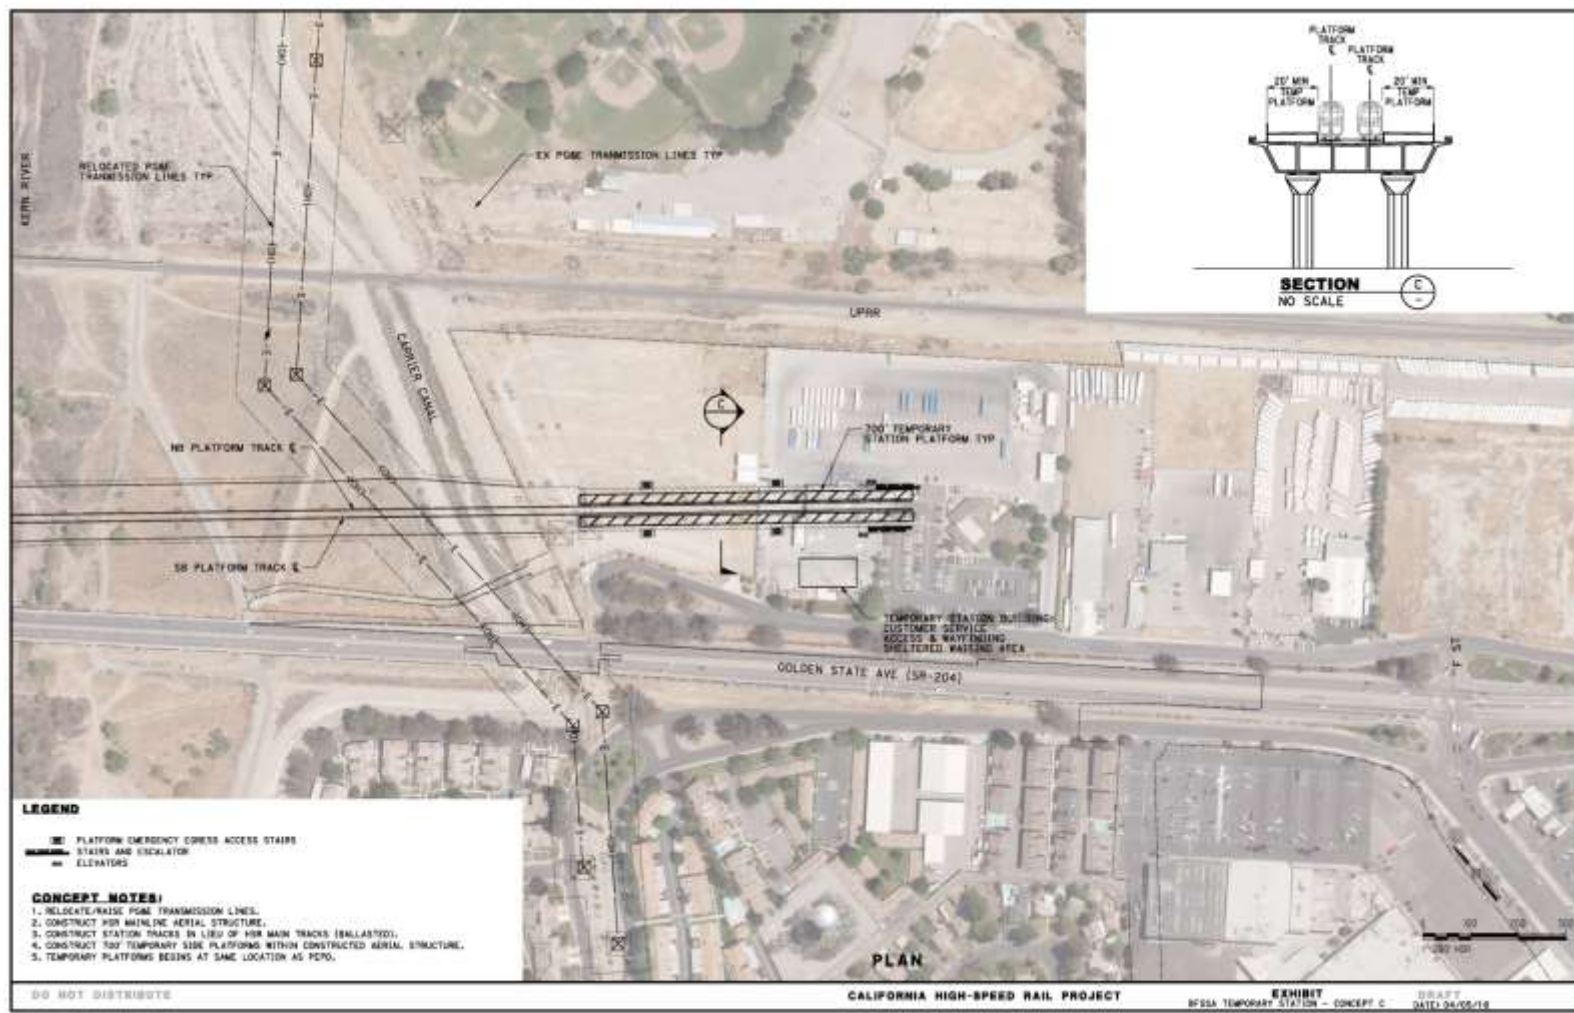 PLATFORM
TRACK
PLATFORM
TRACK
20' MIN
TEMP
PLATFORM
20' MIN
TEMP
PLATFORM
SECTION
NO SCALE
C
-
KERN RIVER
RELOCATED PG&E
TRANMISSION LINES TYP
EX PG&E TRANMISSION LINES TYP
UPRR
CARRIER CANAL
C
700' TEMPORARY
STATION PLATFORM TYP
NB PLATFORM TRACK
SB PLATFORM TRACK
TEMPORARY STATION BUILDING:
CUSTOMER SERVICE
ACCESS & WAYFINDING
SHELTERED WAITING AREA
GOLDEN STATE AVE (SR-204)
F ST
LEGEND
PLATFORM EMERGENCY EGRESS ACCESS STAIRS
STAIRS AND ESCALATOR
ELEVATORS
CONCEPT NOTES:
1. RELOCATE/RAISE PG&E TRANSMISSION LINES.
2. CONSTRUCT HSR MAINLINE AERIAL STRUCTURE.
3. CONSTRUCT STATION TRACKS IN LIEU OF HSR MAIN TRACKS (BALLASTED).
4. CONSTRUCT 700' TEMPORARY SIDE PLATFORMS WITHIN CONSTRUCTED AERIAL STRUCTURE.
5. TEMPORARY PLATFORMS BEGINS AT SAME LOCATION AS PEPD.
PLAN
DO NOT DISTRIBUTE
CALIFORNIA HIGH-SPEED RAIL PROJECT
EXHIBIT
BFSSA TEMPORARY STATION - CONCEPT C
DRAFT